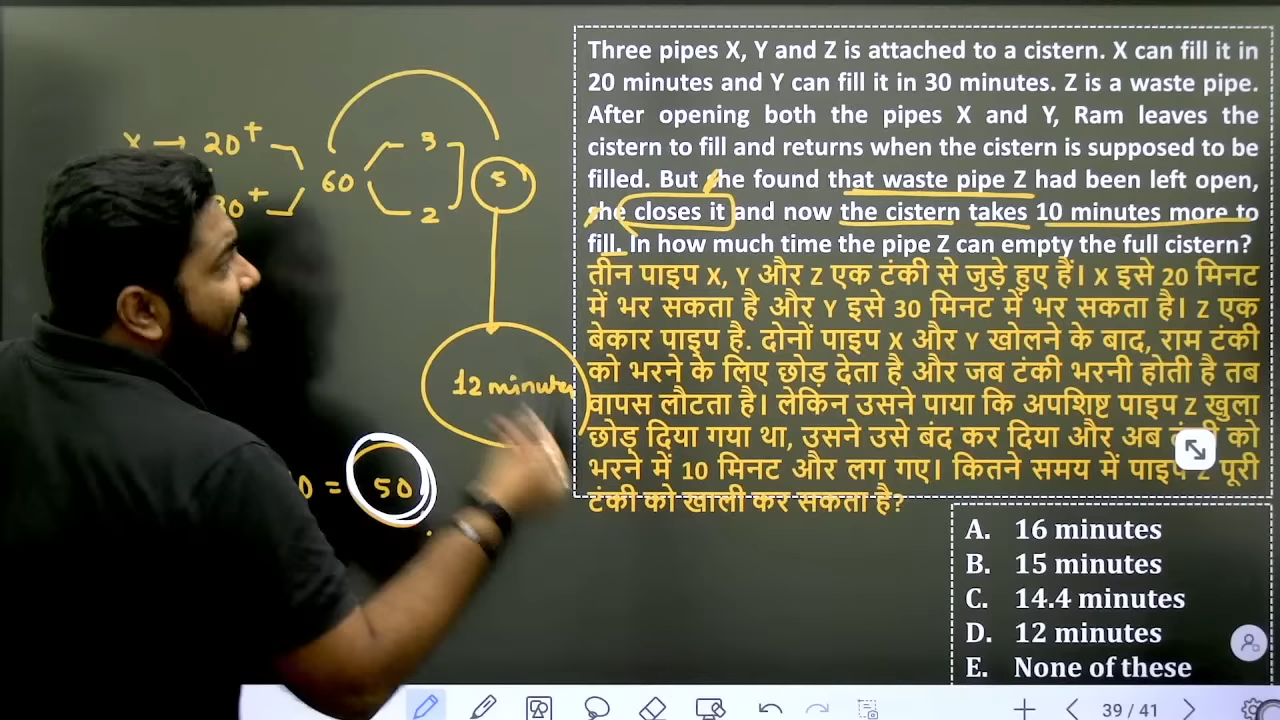 Three pipes X, Y and Z is attached to a cistern. X can fill it in
20 minutes and Y can fill it in 30 minutes. Z is a waste pipe.
After opening both the pipes X and Y, Ram leaves the
cistern to fill and returns when the cistern is supposed to be
filled. But she found that waste pipe Z had been left open,
she closes it and now the cistern takes 10 minutes more to
fill. In how much time the pipe Z can empty the full cistern?
तीन पाइप X, Y और Z एक टंकी से जुड़े हुए हैं। X इसे 20 मिनट
में भर सकता है और Y इसे 30 मिनट में भर सकता है। Z एक
बेकार पाइप है. दोनों पाइप X और Y खोलने के बाद, राम टंकी
को भरने के लिए छोड़ देता है और जब टंकी भरनी होती है तब
वापस लौटता है। लेकिन उसने पाया कि अपशिष्ट पाइप Z खुला
छोड़ दिया गया था, उसने उसे बंद कर दिया और अब को
भरने में 10 मिनट और लग गए। कितने समय में पाइप Z पूरी
टंकी को खाली कर सकता है?
A. 16 minutes
B. 15 minutes
C. 14.4 minutes
D. 12 minutes
E. None of these
X → 20+
30+
60
3
2
5
12 minutes
0 = 50
39 / 41